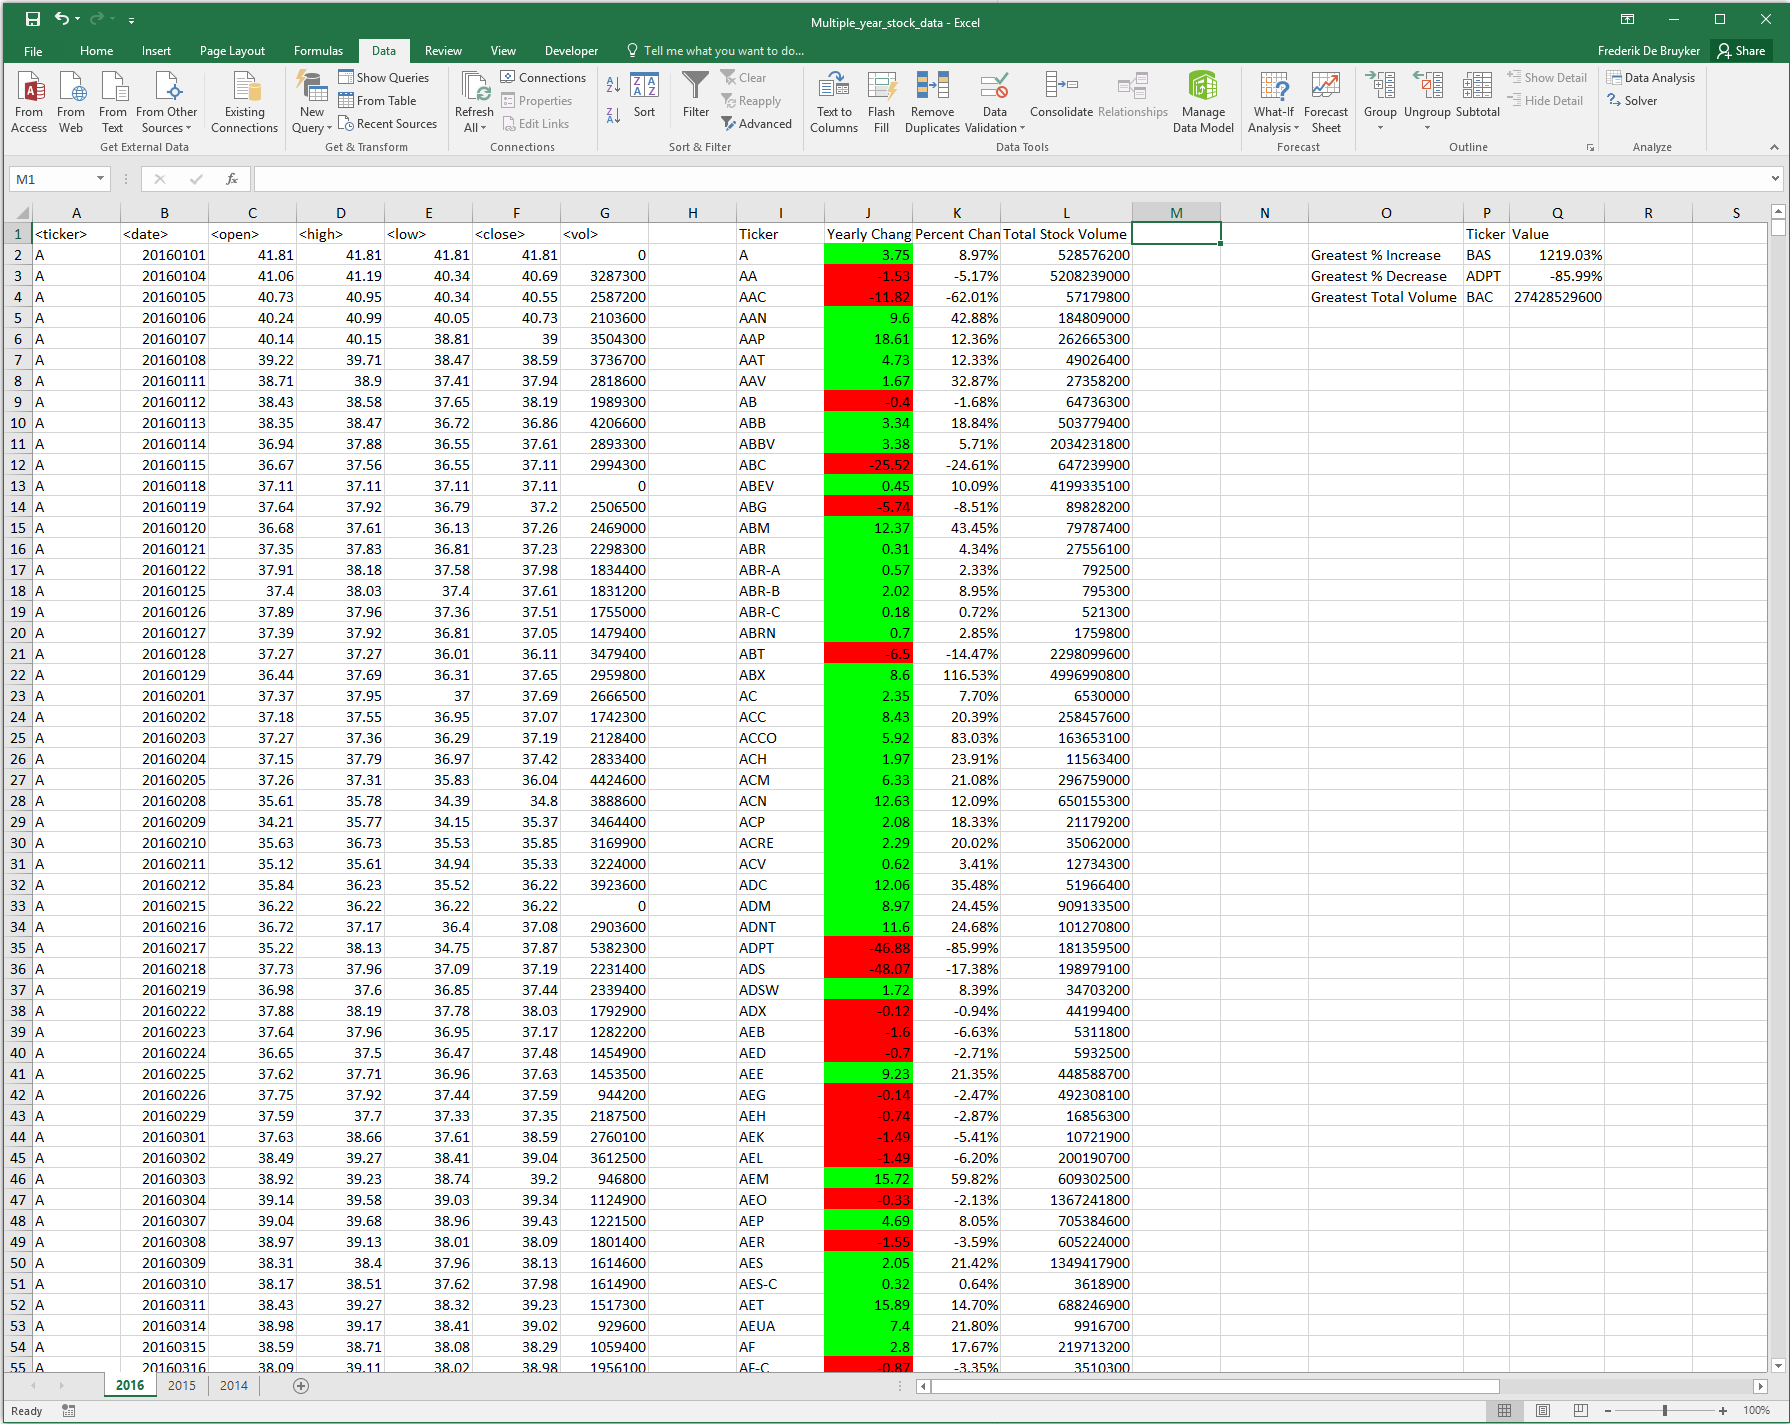 Multiple_year_stock_data - Excel
File Home Insert Page Layout Formulas Data Review View Developer Tell me what you want to do... Frederik De Bruyker Share
From Access From Web From Text From Other Sources Existing Connections New Query Show Queries From Table Recent Sources Refresh All Connections Properties Edit Links Sort Filter Clear Reapply Advanced Text to Columns Flash Fill Remove Duplicates Data Validation Consolidate Relationships Manage Data Model What-If Analysis Forecast Sheet Group Ungroup Subtotal Show Detail Hide Detail Data Analysis Solver
Get External Data Get & Transform Connections Sort & Filter Data Tools Forecast Outline Analyze
M1 fx
A B C D E F G H I J K L M N O P Q R S
1 <ticker> <date> <open> <high> <low> <close> <vol> Ticker Yearly Chang Percent Chan Total Stock Volume Ticker Value
2 A 20160101 41.81 41.81 41.81 41.81 0 A 3.75 8.97% 528576200 Greatest % Increase BAS 1219.03%
3 A 20160104 41.06 41.19 40.34 40.69 3287300 AA -1.53 -5.17% 5208239000 Greatest % Decrease ADPT -85.99%
4 A 20160105 40.73 40.95 40.34 40.55 2587200 AAC -11.82 -62.01% 57179800 Greatest Total Volume BAC 27428529600
5 A 20160106 40.24 40.99 40.05 40.73 2103600 AAN 9.6 42.88% 184809000
6 A 20160107 40.14 40.15 38.81 39 3504300 AAP 18.61 12.36% 262665300
7 A 20160108 39.22 39.71 38.47 38.59 3736700 AAT 4.73 12.33% 49026400
8 A 20160111 38.71 38.9 37.41 37.94 2818600 AAV 1.67 32.87% 27358200
9 A 20160112 38.43 38.58 37.65 38.19 1989300 AB -0.4 -1.68% 64736300
10 A 20160113 38.35 38.47 36.72 36.86 4206600 ABB 3.34 18.84% 503779400
11 A 20160114 36.94 37.88 36.55 37.61 2893300 ABBV 3.38 5.71% 2034231800
12 A 20160115 36.67 37.56 36.55 37.11 2994300 ABC -25.52 -24.61% 647239900
13 A 20160118 37.11 37.11 37.11 37.11 0 ABEV 0.45 10.09% 4199335100
14 A 20160119 37.64 37.92 36.79 37.2 2506500 ABG -5.74 -8.51% 89828200
15 A 20160120 36.68 37.61 36.13 37.26 2469000 ABM 12.37 43.45% 79787400
16 A 20160121 37.35 37.83 36.81 37.23 2298300 ABR 0.31 4.34% 27556100
17 A 20160122 37.91 38.18 37.58 37.98 1834400 ABR-A 0.57 2.33% 792500
18 A 20160125 37.4 38.03 37.4 37.61 1831200 ABR-B 2.02 8.95% 795300
19 A 20160126 37.89 37.96 37.36 37.51 1755000 ABR-C 0.18 0.72% 521300
20 A 20160127 37.39 37.92 36.81 37.05 1479400 ABRN 0.7 2.85% 1759800
21 A 20160128 37.27 37.27 36.01 36.11 3479400 ABT -6.5 -14.47% 2298099600
22 A 20160129 36.44 37.69 36.31 37.65 2959800 ABX 8.6 116.53% 4996990800
23 A 20160201 37.37 37.95 37 37.69 2666500 AC 2.35 7.70% 6530000
24 A 20160202 37.18 37.55 36.95 37.07 1742300 ACC 8.43 20.39% 258457600
25 A 20160203 37.27 37.36 36.29 37.19 2128400 ACCO 5.92 83.03% 163653100
26 A 20160204 37.15 37.79 36.97 37.42 2833400 ACH 1.97 23.91% 11563400
27 A 20160205 37.26 37.31 35.83 36.04 4424600 ACM 6.33 21.08% 296759000
28 A 20160208 35.61 35.78 34.39 34.8 3888600 ACN 12.63 12.09% 650155300
29 A 20160209 34.21 35.77 34.15 35.37 3464400 ACP 2.08 18.33% 21179200
30 A 20160210 35.63 36.73 35.53 35.85 3169900 ACRE 2.29 20.02% 35062000
31 A 20160211 35.12 35.61 34.94 35.33 3224000 ACV 0.62 3.41% 12734300
32 A 20160212 35.84 36.23 35.52 36.22 3923600 ADC 12.06 35.48% 51966400
33 A 20160215 36.22 36.22 36.22 36.22 0 ADM 8.97 24.45% 909133500
34 A 20160216 36.72 37.17 36.4 37.08 2903600 ADNT 11.6 24.68% 101270800
35 A 20160217 35.22 38.13 34.75 37.87 5382300 ADPT -46.88 -85.99% 181359500
36 A 20160218 37.73 37.96 37.09 37.19 2231400 ADS -48.07 -17.38% 198979100
37 A 20160219 36.98 37.6 36.85 37.44 2339400 ADSW 1.72 8.39% 34703200
38 A 20160222 37.88 38.19 37.78 38.03 1792900 ADX -0.12 -0.94% 44199400
39 A 20160223 37.64 37.96 36.95 37.17 1282200 AEB -1.6 -6.63% 5311800
40 A 20160224 36.65 37.5 36.47 37.48 1454900 AED -0.7 -2.71% 5932500
41 A 20160225 37.62 37.71 36.96 37.63 1453500 AEE 9.23 21.35% 448588700
42 A 20160226 37.75 37.92 37.44 37.59 944200 AEG -0.14 -2.47% 492308100
43 A 20160229 37.59 37.7 37.33 37.35 2187500 AEH -0.74 -2.87% 16856300
44 A 20160301 37.63 38.66 37.61 38.59 2760100 AEK -1.49 -5.41% 10721900
45 A 20160302 38.49 39.27 38.41 39.04 3612500 AEL -1.49 -6.20% 200190700
46 A 20160303 38.92 39.23 38.74 39.2 946800 AEM 15.72 59.82% 609302500
47 A 20160304 39.14 39.58 39.03 39.34 1124900 AEO -0.33 -2.13% 1367241800
48 A 20160307 39.04 39.68 38.96 39.43 1221500 AEP 4.69 8.05% 705384600
49 A 20160308 38.97 39.13 38.01 38.09 1801400 AER -1.55 -3.59% 605224000
50 A 20160309 38.31 38.4 37.96 38.13 1614600 AES 2.05 21.42% 1349417900
51 A 20160310 38.17 38.51 37.62 37.98 1614900 AES-C 0.32 0.64% 3618900
52 A 20160311 38.43 39.27 38.32 39.23 1517300 AET 15.89 14.70% 688246900
53 A 20160314 38.98 39.17 38.41 39.02 929600 AEUA 7.4 21.80% 9916700
54 A 20160315 38.59 38.71 38.08 38.29 1059400 AF 2.8 17.67% 219713200
55 A 20160316 38.09 39.11 38.02 38.98 1956100 AF-C -0.87 -3.35% 3510300
2016 2015 2014
Ready 100%